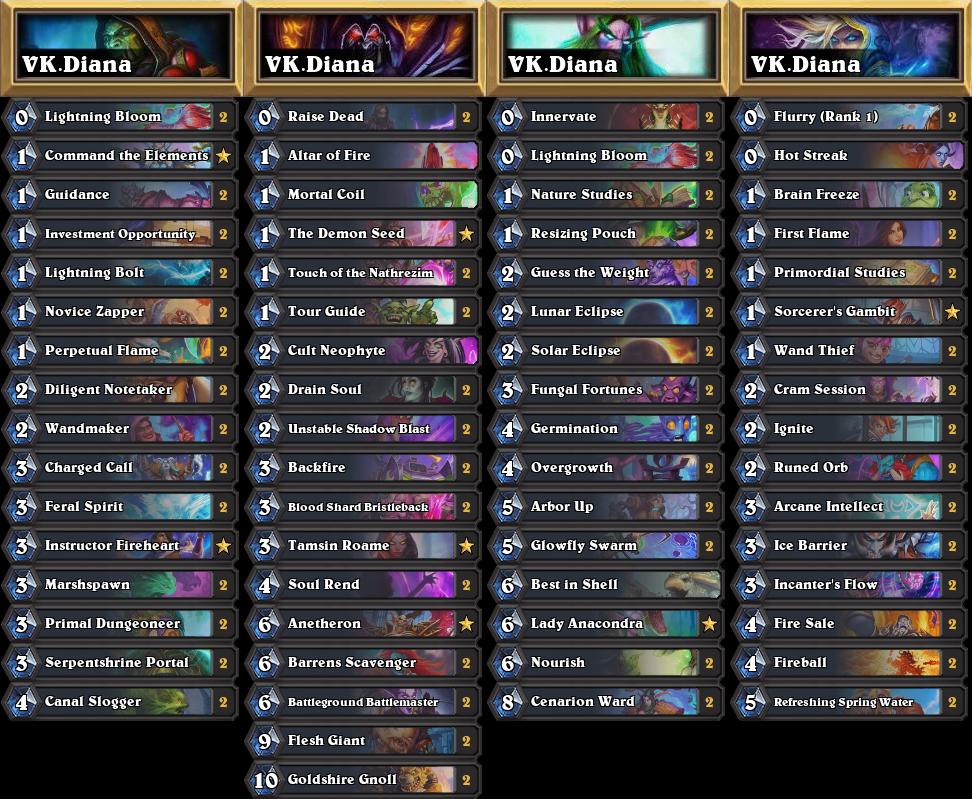 VK.Diana
0 Lightning Bloom 2
1 Command the Elements
1 Guidance 2
1 Investment Opportunity 2
1 Lightning Bolt 2
1 Novice Zapper 2
1 Perpetual Flame 2
2 Diligent Notetaker 2
2 Wandmaker 2
3 Charged Call 2
3 Feral Spirit 2
3 Instructor Fireheart
3 Marshspawn 2
3 Primal Dungeoneer 2
3 Serpentshrine Portal 2
4 Canal Slogger 2
VK.Diana
0 Raise Dead 2
1 Altar of Fire
1 Mortal Coil
1 The Demon Seed
1 Touch of the Nathrezim 2
1 Tour Guide 2
2 Cult Neophyte
2 Drain Soul 2
2 Unstable Shadow Blast 2
3 Backfire 2
3 Blood Shard Bristleback 2
3 Tamsin Roame
4 Soul Rend 2
6 Anetheron
6 Barrens Scavenger 2
6 Battleground Battlemaster 2
9 Flesh Giant 2
10 Goldshire Gnoll 2
VK.Diana
0 Innervate 2
0 Lightning Bloom 2
1 Nature Studies 2
1 Resizing Pouch 2
2 Guess the Weight 2
2 Lunar Eclipse 2
2 Solar Eclipse 2
3 Fungal Fortunes 2
4 Germination 2
4 Overgrowth 2
5 Arbor Up 2
5 Glowfly Swarm 2
6 Best in Shell
6 Lady Anacondra
6 Nourish 2
8 Cenarion Ward 2
VK.Diana
0 Flurry (Rank 1) 2
0 Hot Streak
1 Brain Freeze 2
1 First Flame 2
1 Primordial Studies 2
1 Sorcerer's Gambit
1 Wand Thief 2
2 Cram Session 2
2 Ignite 2
2 Runed Orb 2
3 Arcane Intellect 2
3 Ice Barrier 2
3 Incanter's Flow 2
4 Fire Sale 2
4 Fireball 2
5 Refreshing Spring Water 2